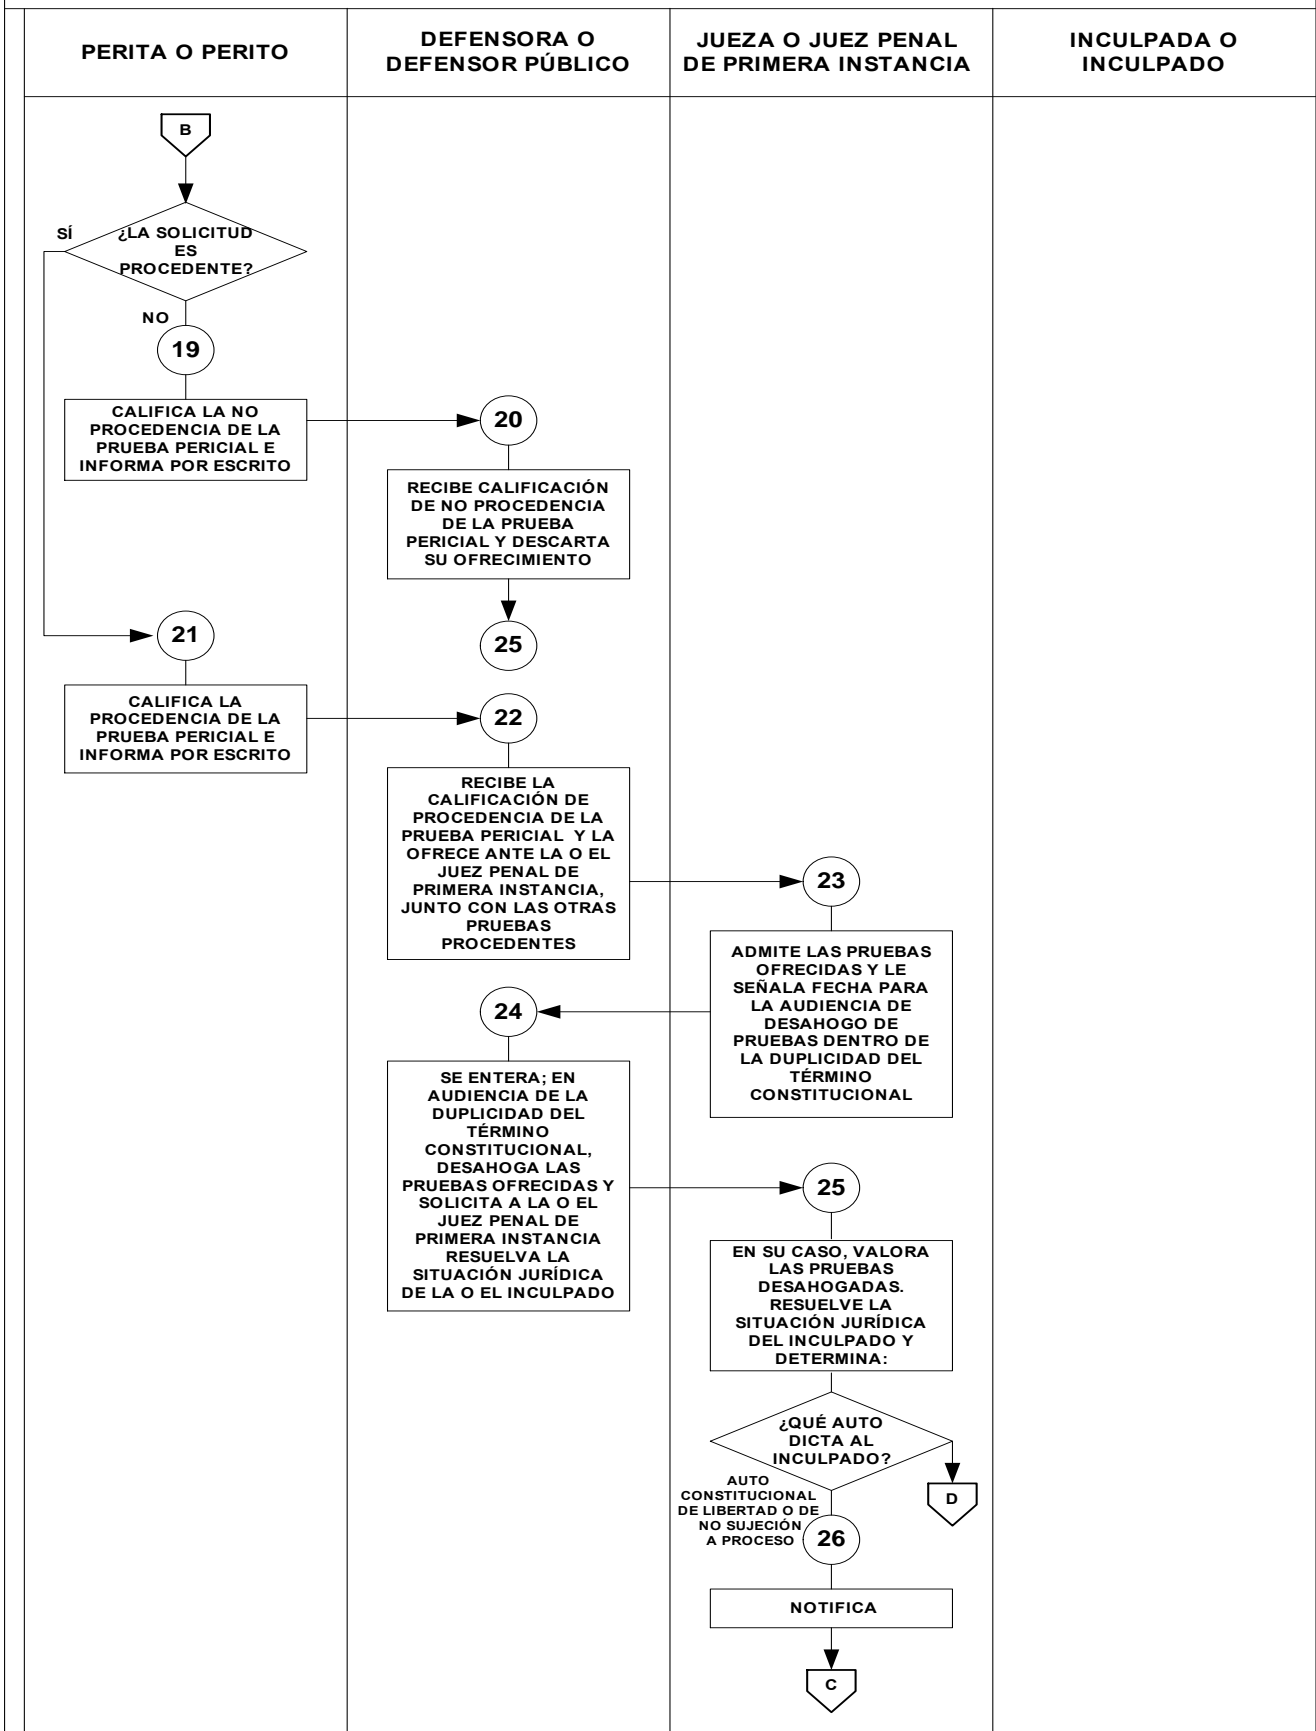 PERITA O PERITO
DEFENSORA O
DEFENSOR PÚBLICO
JUEZA O JUEZ PENAL
DE PRIMERA INSTANCIA
INCULPADA O
INCULPADO
B
SÍ
¿LA SOLICITUD
ES
PROCEDENTE?
NO
19
CALIFICA LA NO
PROCEDENCIA DE LA
PRUEBA PERICIAL E
INFORMA POR ESCRITO
20
RECIBE CALIFICACIÓN
DE NO PROCEDENCIA
DE LA PRUEBA
PERICIAL Y DESCARTA
SU OFRECIMIENTO
25
21
CALIFICA LA
PROCEDENCIA DE LA
PRUEBA PERICIAL E
INFORMA POR ESCRITO
22
RECIBE LA
CALIFICACIÓN DE
PROCEDENCIA DE LA
PRUEBA PERICIAL Y LA
OFRECE ANTE LA O EL
JUEZ PENAL DE
PRIMERA INSTANCIA,
JUNTO CON LAS OTRAS
PRUEBAS
PROCEDENTES
23
ADMITE LAS PRUEBAS
OFRECIDAS Y LE
SEÑALA FECHA PARA
LA AUDIENCIA DE
DESAHOGO DE
PRUEBAS DENTRO DE
LA DUPLICIDAD DEL
TÉRMINO
CONSTITUCIONAL
24
SE ENTERA; EN
AUDIENCIA DE LA
DUPLICIDAD DEL
TÉRMINO
CONSTITUCIONAL,
DESAHOGA LAS
PRUEBAS OFRECIDAS Y
SOLICITA A LA O EL
JUEZ PENAL DE
PRIMERA INSTANCIA
RESUELVA LA
SITUACIÓN JURÍDICA
DE LA O EL INCULPADO
25
EN SU CASO, VALORA
LAS PRUEBAS
DESAHOGADAS.
RESUELVE LA
SITUACIÓN JURÍDICA
DEL INCULPADO Y
DETERMINA:
¿QUÉ AUTO
DICTA AL
INCULPADO?
D
AUTO
CONSTITUCIONAL
DE LIBERTAD O DE
NO SUJECIÓN
A PROCESO
26
NOTIFICA
C